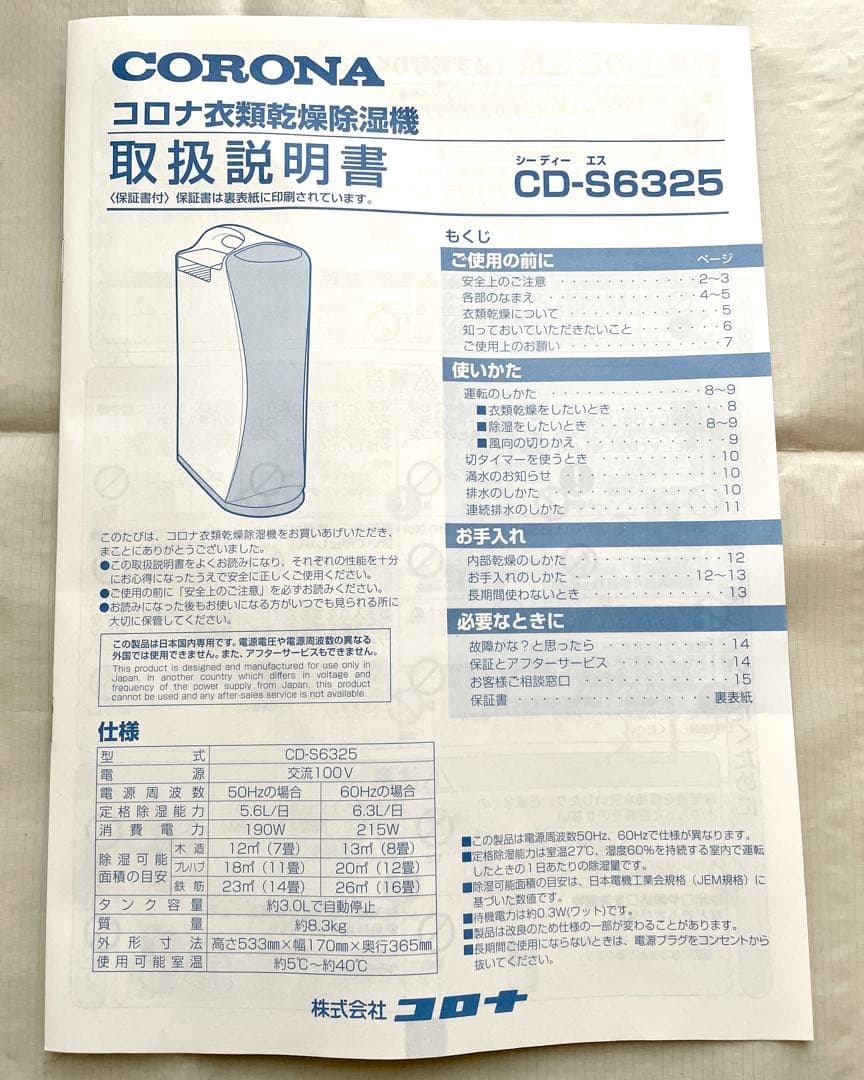 CORONA
コロナ衣類乾燥除湿機
取扱説明書
〈保証書付〉保証書は裏表紙に印刷されています。
シー ディー エス
CD-S6325
もくじ
ご使用の前に ページ
安全上のご注意 ・・・・・・・・・・・・ 2〜3
各部のなまえ ・・・・・・・・・・・・・ 4〜5
衣類乾燥について ・・・・・・・・・・・・ 5
知っておいていただきたいこと ・・・・・・ 6
ご使用上のお願い ・・・・・・・・・・・・ 7
使いかた
運転のしかた ・・・・・・・・・・・・・ 8〜9
■衣類乾燥をしたいとき ・・・・・・・・・ 8
■除湿をしたいとき ・・・・・・・・・ 8〜9
■風向の切りかえ ・・・・・・・・・・・・ 9
切タイマーを使うとき ・・・・・・・・・ 10
満水のお知らせ ・・・・・・・・・・・・ 10
排水のしかた ・・・・・・・・・・・・・ 10
連続排水のしかた ・・・・・・・・・・・ 11
お手入れ
内部乾燥のしかた ・・・・・・・・・・・ 12
お手入れのしかた ・・・・・・・・・ 12〜13
長期間使わないとき ・・・・・・・・・・ 13
必要なときに
故障かな？と思ったら ・・・・・・・・・ 14
保証とアフターサービス ・・・・・・・・ 14
お客様ご相談窓口 ・・・・・・・・・・・ 15
保証書 ・・・・・・・・・・・・・・ 裏表紙
このたびは、コロナ衣類乾燥除湿機をお買いあげいただき、
まことにありがとうございました。
●この取扱説明書をよくお読みになり、それぞれの性能を十分
にお心得になったうえで安全に正しくご使用ください。
●ご使用の前に「安全上のご注意」を必ずお読みください。
●お読みになった後もお使いになる方がいつでも見られる所に
大切に保管してください。
この製品は日本国内専用です。電源電圧や電源周波数の異なる
外国では使用できません。また、アフターサービスもできません。
This product is designed and manufactured for use only in
Japan. In another country which differs in voltage and
frequency of the power supply from Japan, this product
cannot be used and any after-sales service is not available.
仕様
型式 CD-S6325
電源 交流100V
電源周波数 50Hzの場合 60Hzの場合
定格除湿能力 5.6L/日 6.3L/日
消費電力 190W 215W
除湿可能面積の目安 木造 12㎡（7畳） 13㎡（8畳）
プレハブ 18㎡（11畳） 20㎡（12畳）
鉄筋 23㎡（14畳） 26㎡（16畳）
タンク容量 約3.0Lで自動停止
質量 約8.3kg
外形寸法 高さ533mm×幅170mm×奥行365mm
使用可能室温 約5℃〜約40℃
■この製品は電源周波数50Hz、60Hzで仕様が異なります。
■定格除湿能力は室温27℃、湿度60%を持続する室内で運転
したときの1日あたりの除湿量です。
■除湿可能面積の目安は、日本電機工業会規格（JEM規格）に
基づいた数値です。
■待機電力は約0.3W(ワット)です。
■製品は改良のため仕様の一部が変わることがあります。
■長期間ご使用にならないときは、電源プラグをコンセントから
抜いてください。
株式会社 コロナ